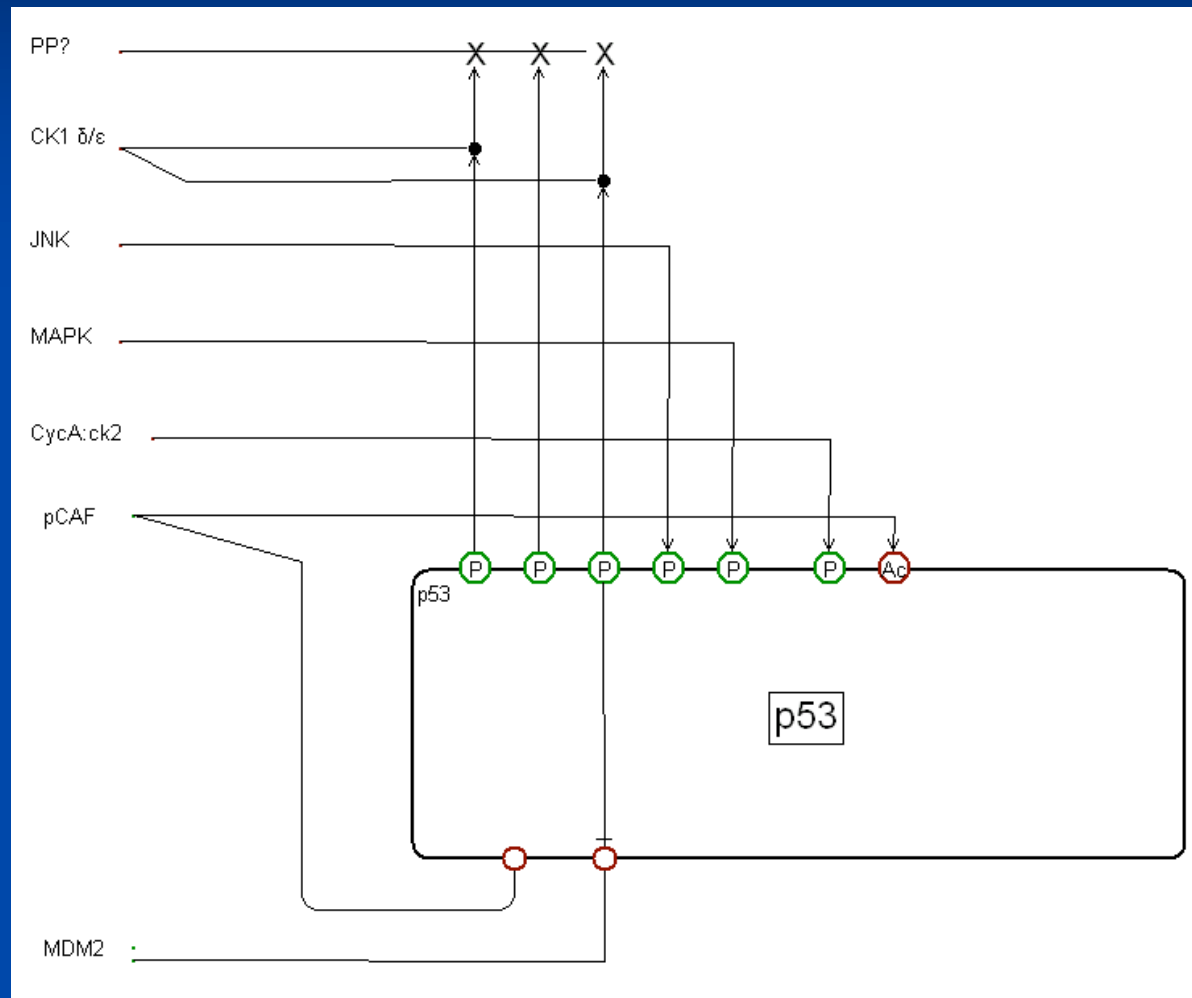 PP?
X X X
CK1 δ/ε
JNK
MAPK
CycA:ck2
pCAF
P P P P P P Ac
p53
p53
MDM2